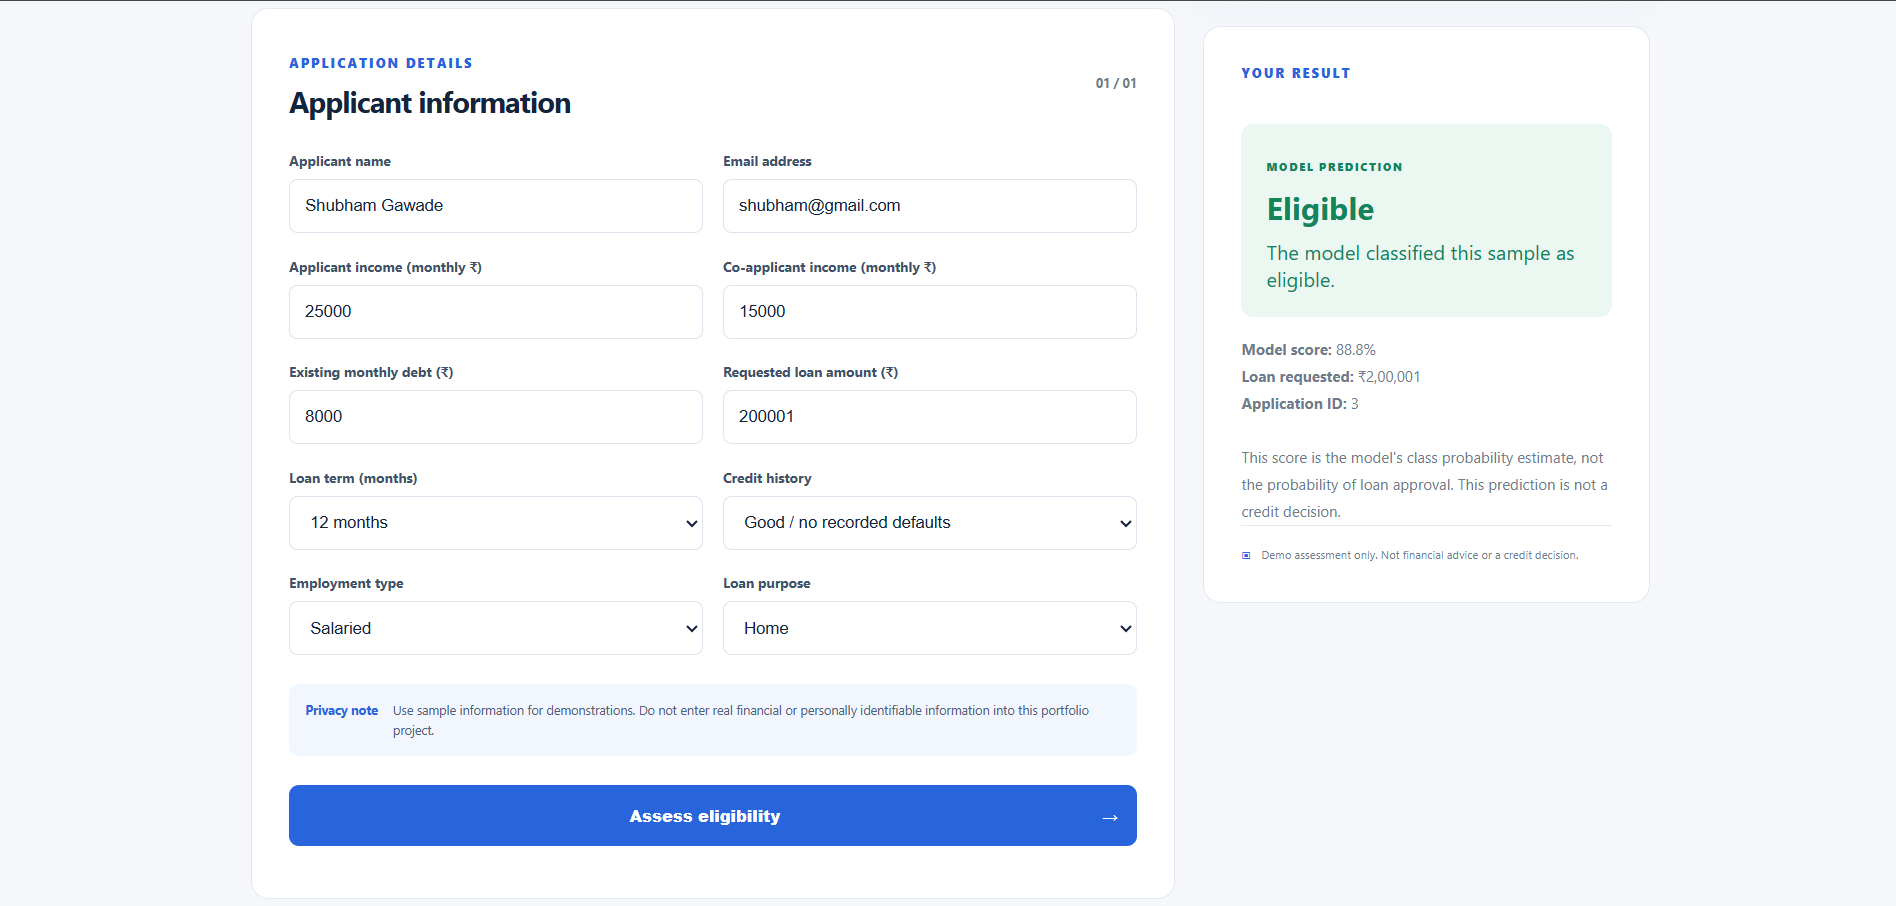 APPLICATION DETAILS
Applicant information
01 / 01
Applicant name
Shubham Gawade
Email address
shubham@gmail.com
Applicant income (monthly ₹)
25000
Co-applicant income (monthly ₹)
15000
Existing monthly debt (₹)
8000
Requested loan amount (₹)
200001
Loan term (months)
12 months
Credit history
Good / no recorded defaults
Employment type
Salaried
Loan purpose
Home
Privacy note
Use sample information for demonstrations. Do not enter real financial or personally identifiable information into this portfolio
project.
Assess eligibility →
YOUR RESULT
MODEL PREDICTION
Eligible
The model classified this sample as
eligible.
Model score: 88.8%
Loan requested: ₹2,00,001
Application ID: 3
This score is the model's class probability estimate, not
the probability of loan approval. This prediction is not a
credit decision.
Demo assessment only. Not financial advice or a credit decision.